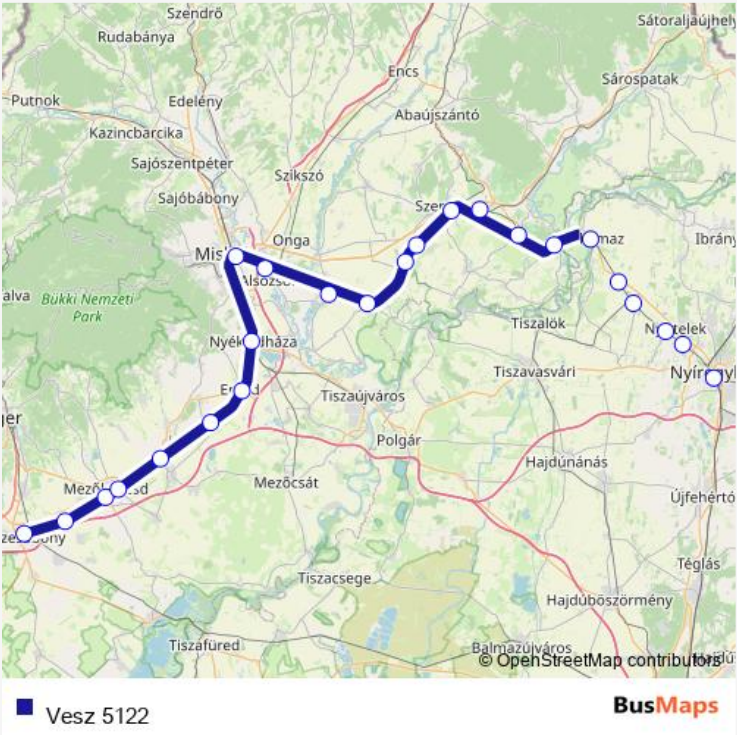 Szendrő
Sátoraljaújhely
Rudabánya
Encs
Sárospatak
Putnok
Edelény
Abaújszántó
Kazincbarcika
Sajószentpéter
Szikszó
Sajóbábony
Onga
Ibrány
Bükki Nemzeti
Park
Tiszalök
Tiszavasvári
Tiszaújváros
Polgár
Hajdúnánás
Mezőcsát
Újfehértó
Téglás
Tiszacsege
Hajdúböszörmény
Tiszafüred
Balmazújváros
© OpenStreetMap contributors
Vesz 5122
BusMaps